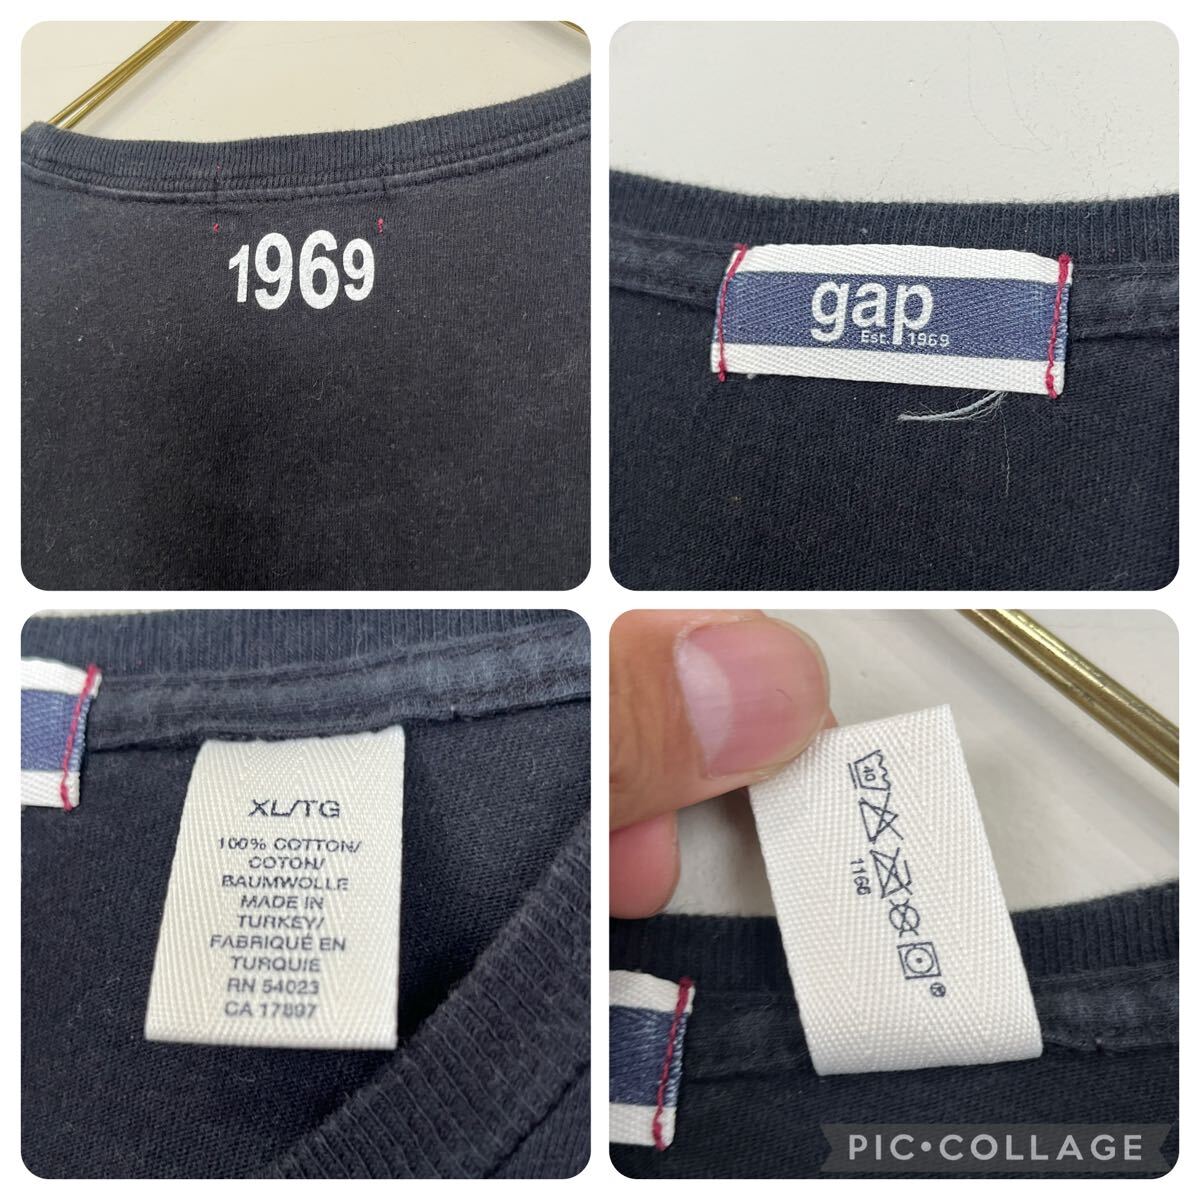 1969
gap
Est. 1969
XL/TG
100% COTTON/
COTON/
BAUMWOLLE
MADE IN
TURKEY/
FABRIQUÉ EN
TURQUIE
RN 54023
CA 17897
40
1166
PIC•COLLAGE